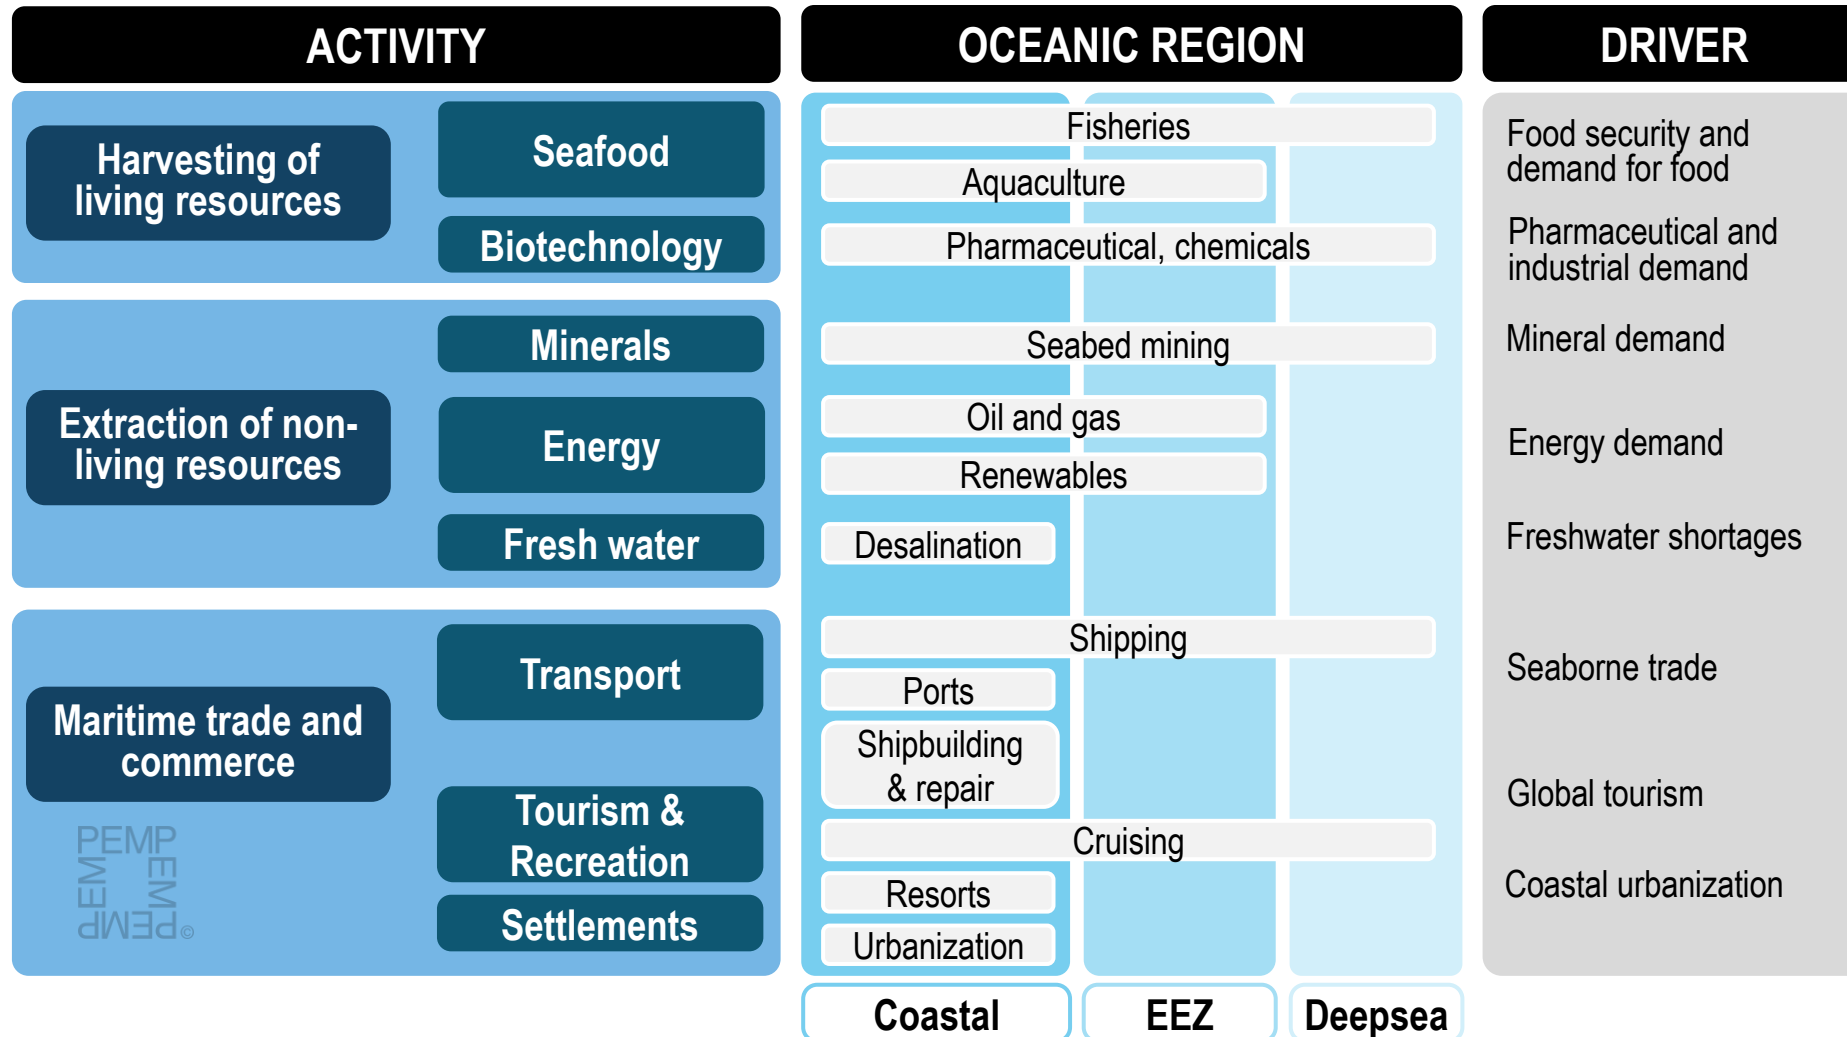 ACTIVITY
OCEANIC REGION
DRIVER
Harvesting of
living resources
Seafood
Biotechnology
Fisheries
Aquaculture
Pharmaceutical, chemicals
Food security and
demand for food
Pharmaceutical and
industrial demand
Extraction of non-
living resources
Minerals
Energy
Fresh water
Seabed mining
Oil and gas
Renewables
Desalination
Mineral demand
Energy demand
Freshwater shortages
Maritime trade and
commerce
Transport
Tourism &
Recreation
Settlements
Shipping
Ports
Shipbuilding
& repair
Cruising
Resorts
Urbanization
Seaborne trade
Global tourism
Coastal urbanization
PEMP
PEMP
PEMP
PEMP
©
Coastal
EEZ
Deepsea